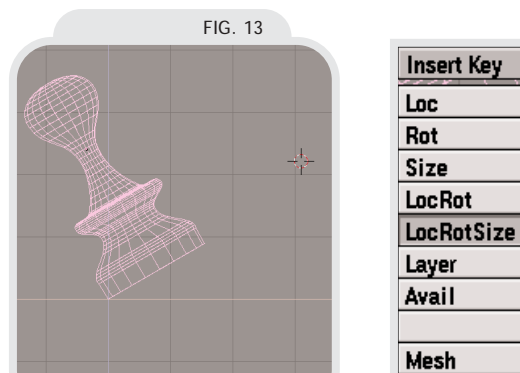 FIG. 13
Insert Key
Loc
Rot
Size
LocRot
LocRotSize
Layer
Avail
Mesh